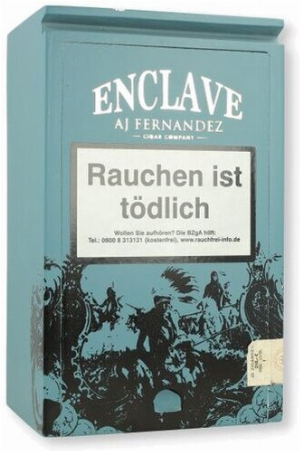 ENCLAVE
AJ FERNANDEZ
CIGAR COMPANY
Rauchen ist
tödlich
Wollen Sie aufhören? Die BZgA hilft:
Tel.: 0800 8 313131 (kostenfrei), www.rauchfrei-info.de